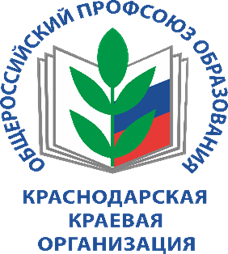 ОБЩЕРОССИЙСКИЙ ПРОФСОЮЗ ОБРАЗОВАНИЯ
КРАСНОДАРСКАЯ
КРАЕВАЯ
ОРГАНИЗАЦИЯ